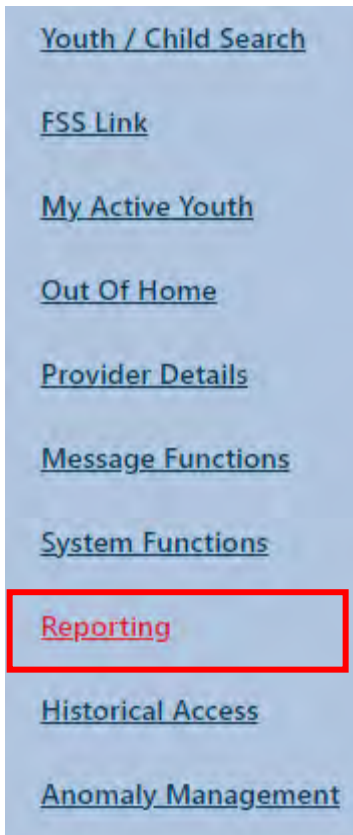 Youth / Child Search
FSS Link
My Active Youth
Out Of Home
Provider Details
Message Functions
System Functions
Reporting
Historical Access
Anomaly Management